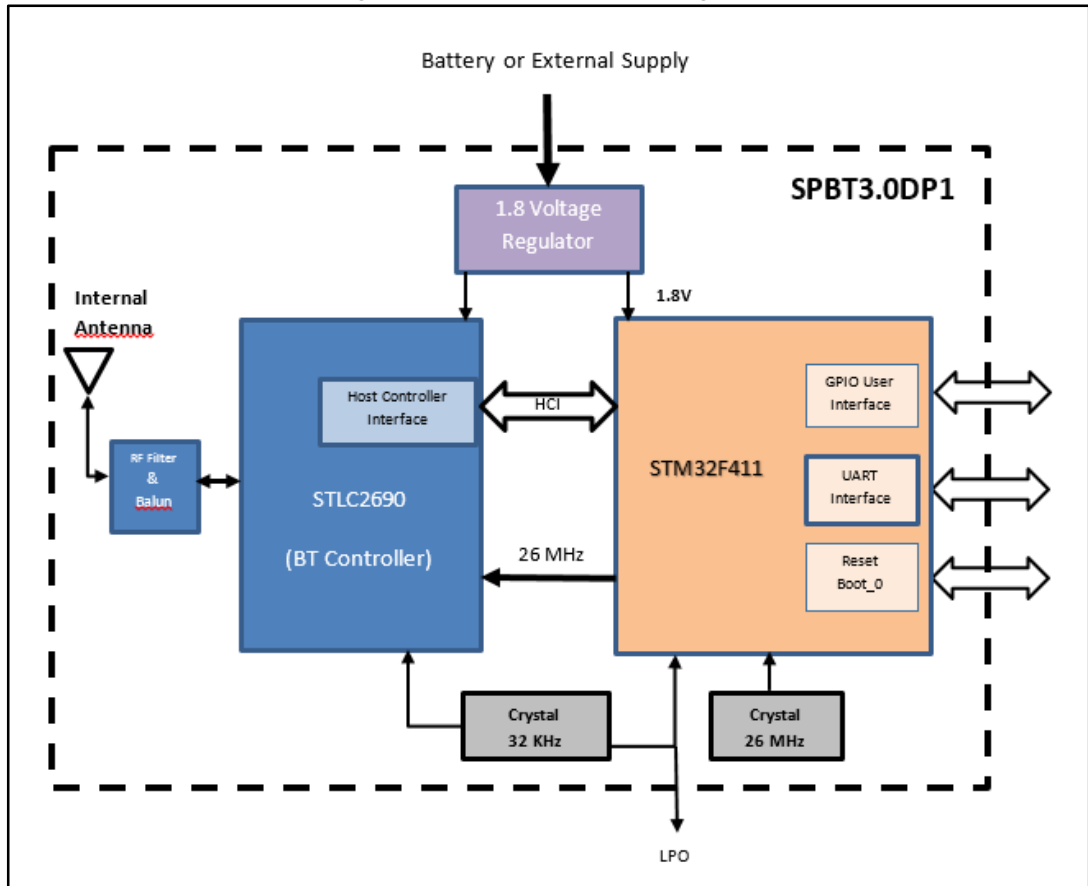 Battery or External Supply
SPBT3.0DP1
1.8 Voltage
Regulator
1.8V
Internal
Antenna
Host Controller
Interface
HCI
GPIO User
Interface
RF Filter
&
Balun
STLC2690
(BT Controller)
STM32F411
UART
Interface
26 MHz
Reset
Boot_0
Crystal
32 KHz
Crystal
26 MHz
LPO